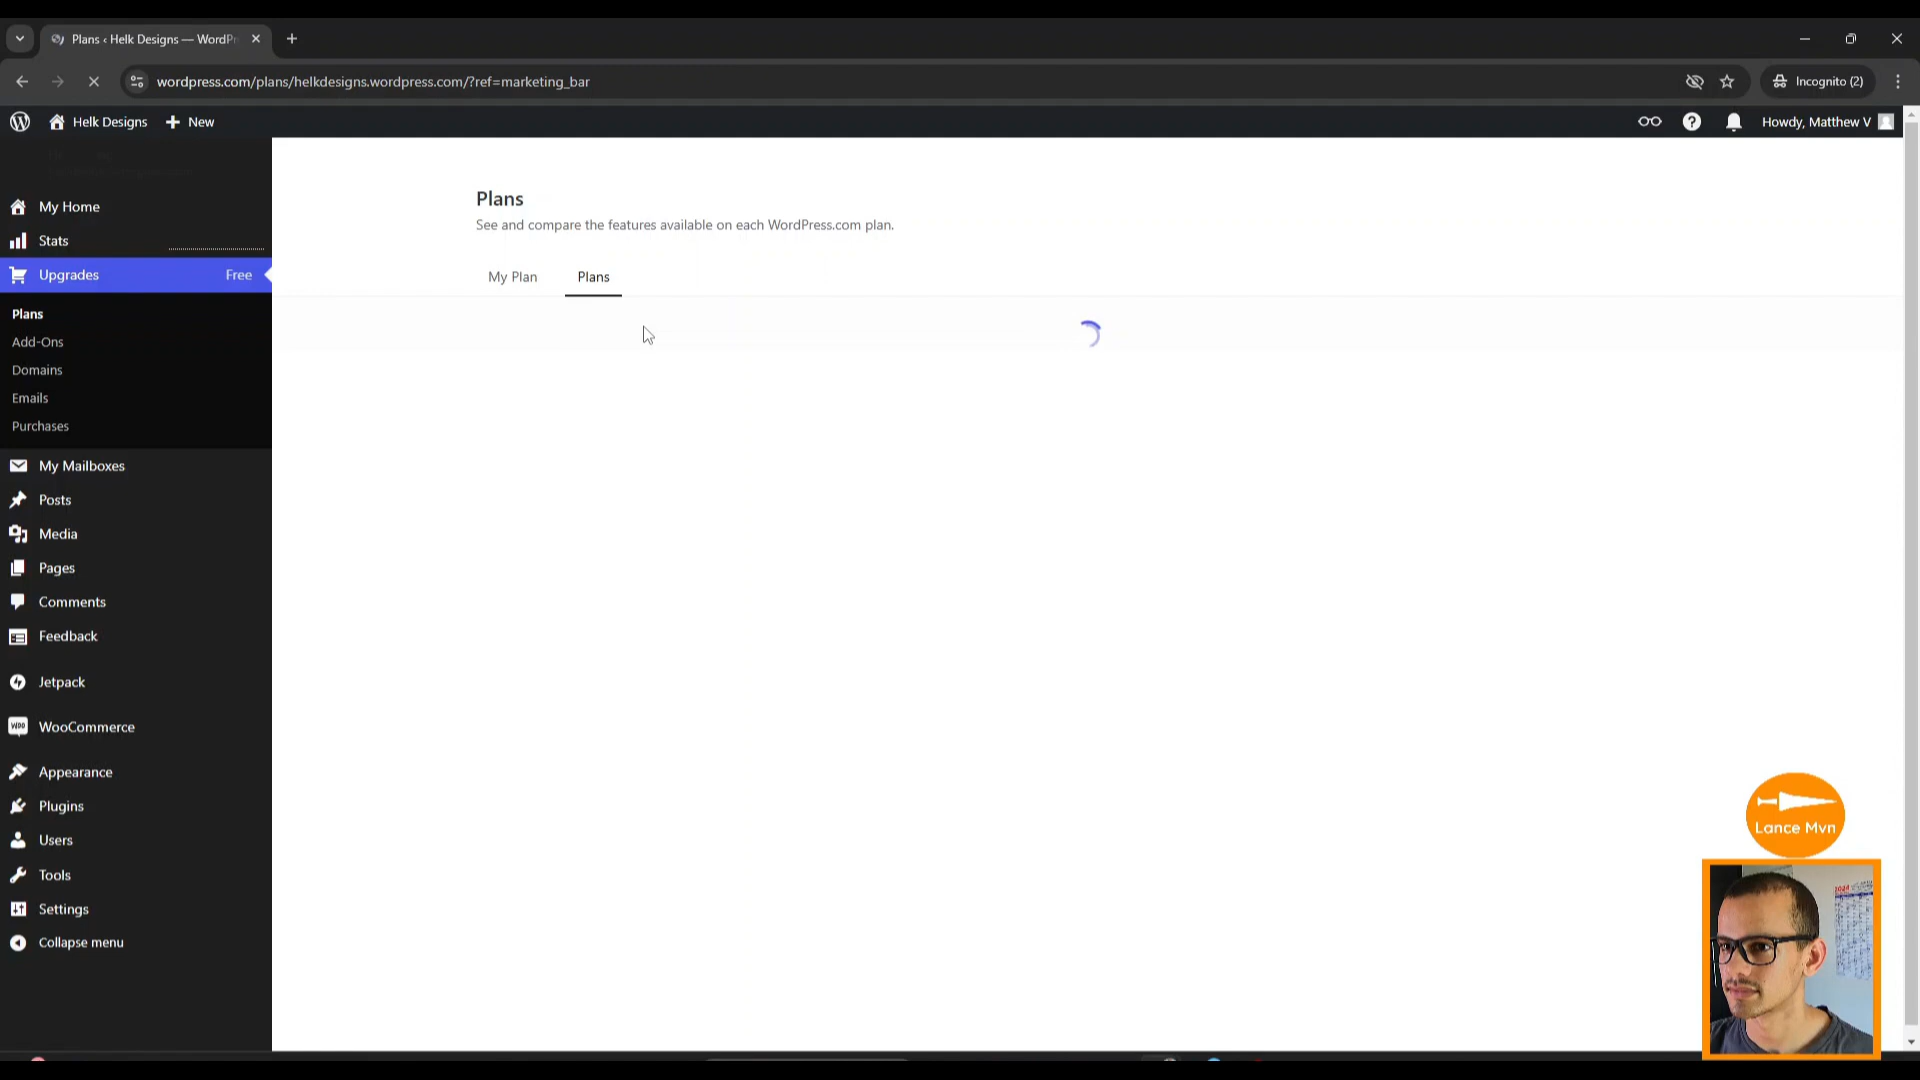 Plans ‹ Helk Designs — WordPr
wordpress.com/plans/helkdesigns.wordpress.com/?ref=marketing_bar
Incognito (2)
Helk Designs
New
Howdy, Matthew V
My Home
Stats
Upgrades
Free
Plans
Add-Ons
Domains
Emails
Purchases
My Mailboxes
Posts
Media
Pages
Comments
Feedback
Jetpack
WooCommerce
Appearance
Plugins
Users
Tools
Settings
Collapse menu
Plans
See and compare the features available on each WordPress.com plan.
My Plan
Plans
Lance Mvn
2024